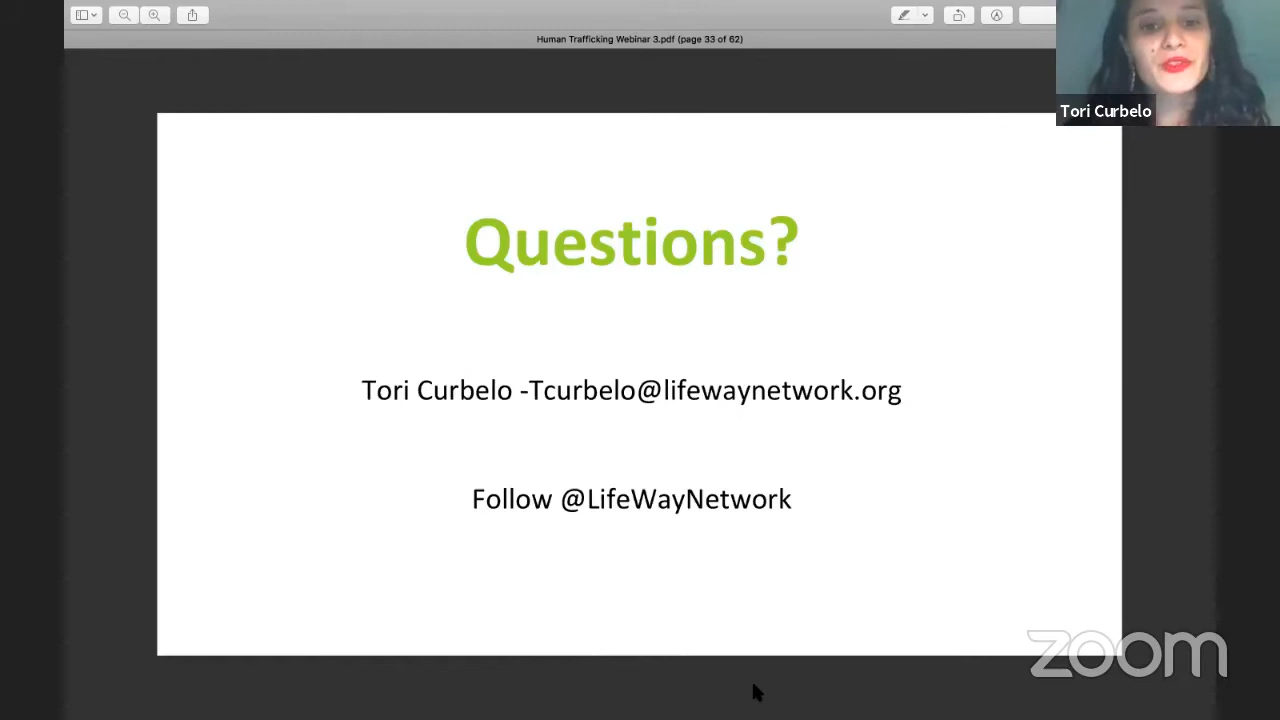 Human Trafficking Webinar 3.pdf (page 33 of 62)
Tori Curbelo
Questions?
Tori Curbelo -Tcurbelo@lifewaynetwork.org
Follow @LifeWayNetwork
zoom